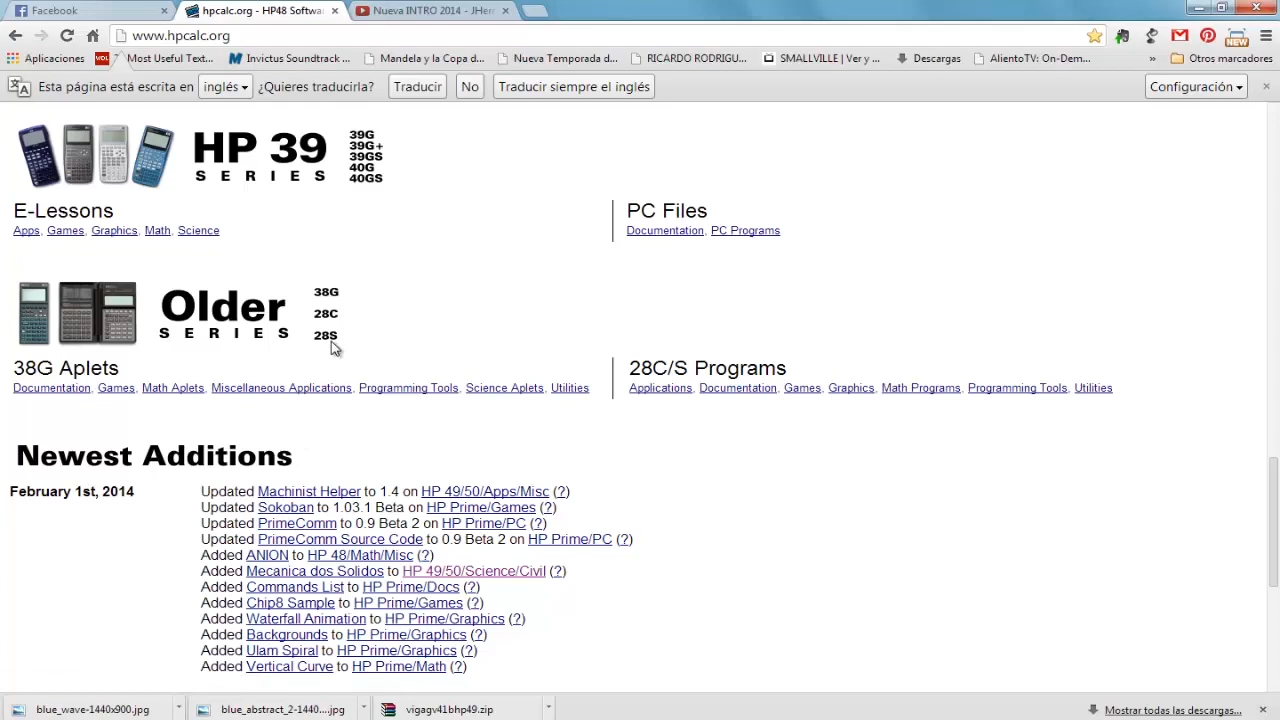 Facebook
hpcalc.org - HP48 Softwa
Nueva INTRO 2014 - JHer
www.hpcalc.org
NEW
Aplicaciones
WDL
Most Useful Text...
Invictus Soundtrack ...
Mandela y la Copa d...
Nueva Temporada d...
RICARDO RODRIGU...
SMALLVILLE | Ver y ...
Descargas
AlientoTV: On-Dem...
»
Otros marcadores
Esta página está escrita en
inglés
¿Quieres traducirla?
Traducir
No
Traducir siempre el inglés
Configuración
HP 39
SERIES
39G
39G+
39GS
40G
40GS
E-Lessons
Apps, Games, Graphics, Math, Science
PC Files
Documentation, PC Programs
Older
SERIES
38G
28C
28S
38G Aplets
Documentation, Games, Math Aplets, Miscellaneous Applications, Programming Tools, Science Aplets, Utilities
28C/S Programs
Applications, Documentation, Games, Graphics, Math Programs, Programming Tools, Utilities
Newest Additions
February 1st, 2014
Updated Machinist Helper to 1.4 on HP 49/50/Apps/Misc (?)
Updated Sokoban to 1.03.1 Beta on HP Prime/Games (?)
Updated PrimeComm to 0.9 Beta 2 on HP Prime/PC (?)
Updated PrimeComm Source Code to 0.9 Beta 2 on HP Prime/PC (?)
Added ANION to HP 48/Math/Misc (?)
Added Mecanica dos Solidos to HP 49/50/Science/Civil (?)
Added Commands List to HP Prime/Docs (?)
Added Chip8 Sample to HP Prime/Games (?)
Added Waterfall Animation to HP Prime/Graphics (?)
Added Backgrounds to HP Prime/Graphics (?)
Added Ulam Spiral to HP Prime/Graphics (?)
Added Vertical Curve to HP Prime/Math (?)
blue_wave-1440x900.jpg
blue_abstract_2-1440....jpg
vigagv41bhp49.zip
Mostrar todas las descargas...